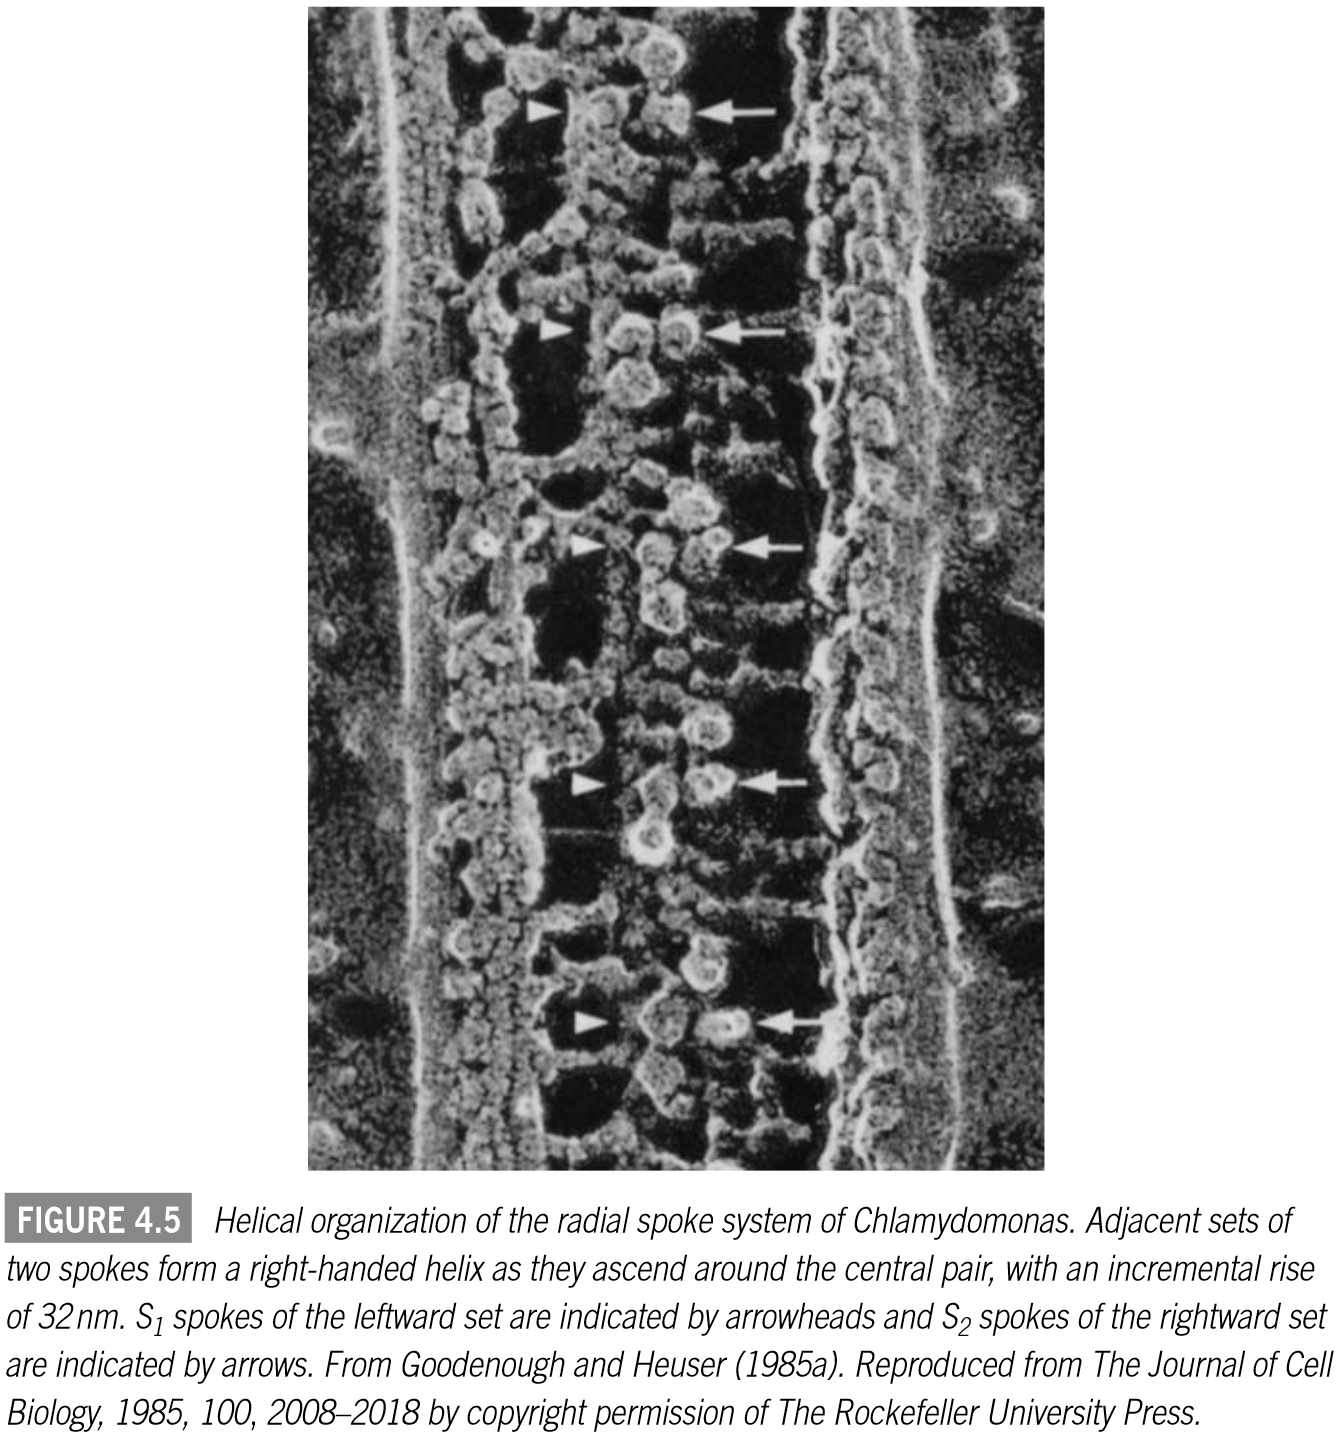 FIGURE 4.5 Helical organization of the radial spoke system of Chlamydomonas. Adjacent sets of
two spokes form a right-handed helix as they ascend around the central pair, with an incremental rise
of 32 nm. S1 spokes of the leftward set are indicated by arrowheads and S2 spokes of the rightward set
are indicated by arrows. From Goodenough and Heuser (1985a). Reproduced from The Journal of Cell
Biology, 1985, 100, 2008–2018 by copyright permission of The Rockefeller University Press.